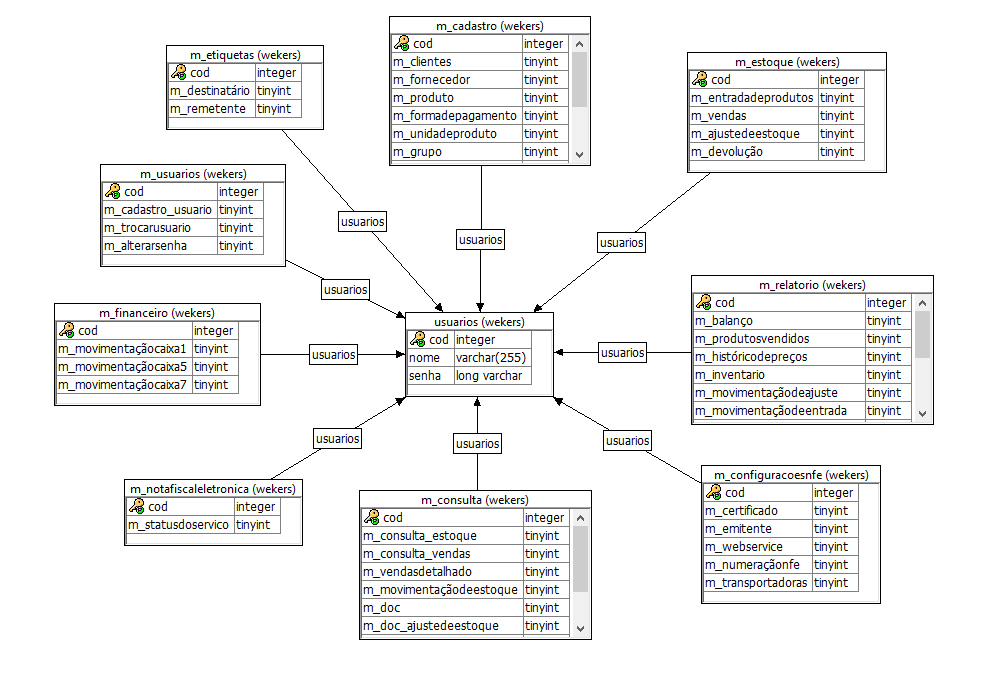 m_cadastro (wekers)
cod integer
m_clientes tinyint
m_fornecedor tinyint
m_produto tinyint
m_formadepagamento tinyint
m_unidadeproduto tinyint
m_grupo tinyint
m_etiquetas (wekers)
cod integer
m_destinatário tinyint
m_remetente tinyint
m_estoque (wekers)
cod integer
m_entradadeprodutos tinyint
m_vendas tinyint
m_ajustedeestoque tinyint
m_devolução tinyint
m_usuarios (wekers)
cod integer
m_cadastro_usuario tinyint
m_trocarusuario tinyint
m_alterarsenha tinyint
usuarios
usuarios
usuarios
usuarios
m_financeiro (wekers)
cod integer
m_movimentaçãocaixa1 tinyint
m_movimentaçãocaixa5 tinyint
m_movimentaçãocaixa7 tinyint
usuarios
usuarios (wekers)
cod integer
nome varchar(255)
senha long varchar
usuarios
m_relatorio (wekers)
cod integer
m_balanço tinyint
m_produtosvendidos tinyint
m_históricodepreços tinyint
m_inventario tinyint
m_movimentaçãodeajuste tinyint
m_movimentaçãodeentrada tinyint
usuarios
usuarios
usuarios
m_notafiscaleletronica (wekers)
cod integer
m_statusdoservico tinyint
m_consulta (wekers)
cod integer
m_consulta_estoque tinyint
m_consulta_vendas tinyint
m_vendasdetalhado tinyint
m_movimentaçãodeestoque tinyint
m_doc tinyint
m_doc_ajustedeestoque tinyint
m_configuracoesnfe (wekers)
cod integer
m_certificado tinyint
m_emitente tinyint
m_webservice tinyint
m_numeraçãonfe tinyint
m_transportadoras tinyint